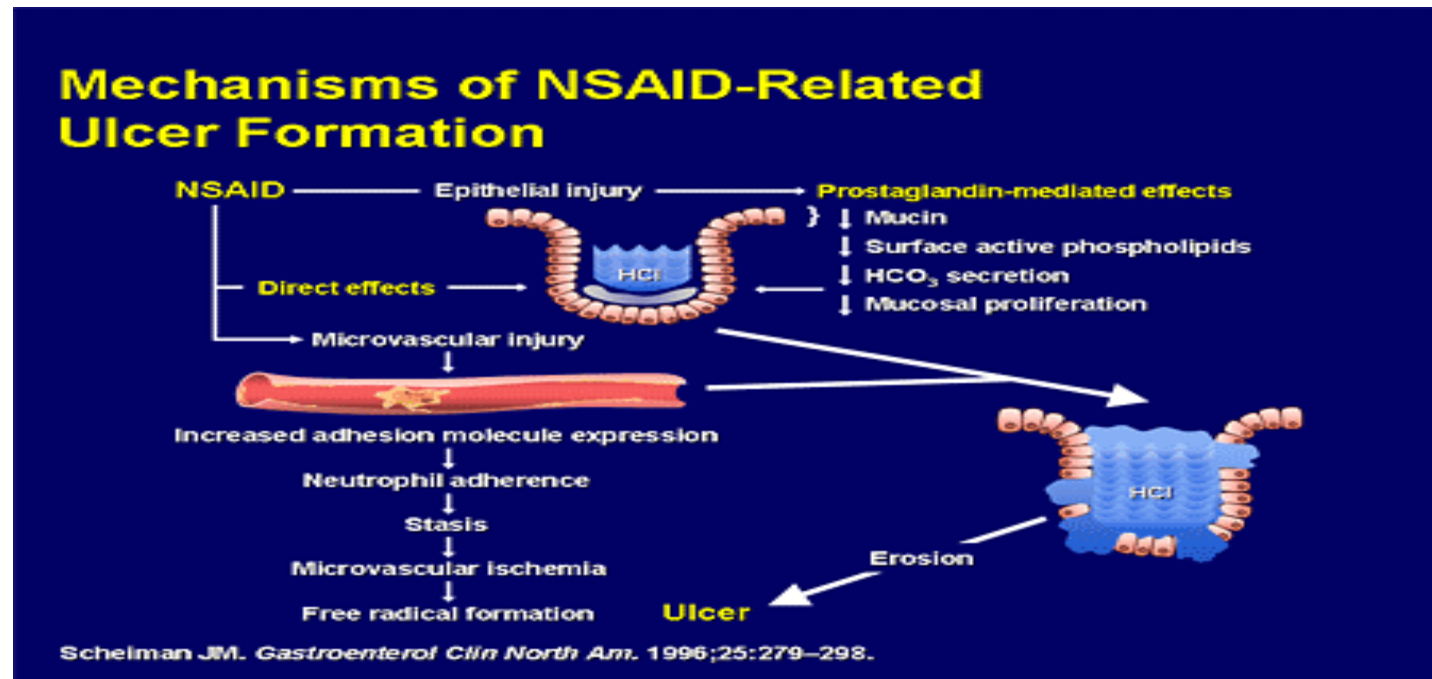 Mechanisms of NSAID-Related
Ulcer Formation
NSAID
Epithelial injury
Prostaglandin-mediated effects
} ↓ Mucin
↓ Surface active phospholipids
↓ HCO₃ secretion
↓ Mucosal proliferation
HCl
Direct effects
Microvascular injury
Increased adhesion molecule expression
Neutrophil adherence
Stasis
Microvascular ischemia
Free radical formation
HCl
Erosion
Ulcer
Scheiman JM. Gastroenterol Clin North Am. 1996;25:279–298.